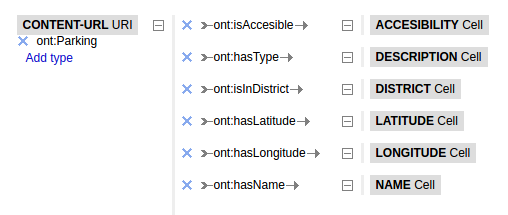 CONTENT-URL URI
ont:Parking
Add type
ont:isAccesible ACCESIBILITY Cell
ont:hasType DESCRIPTION Cell
ont:isInDistrict DISTRICT Cell
ont:hasLatitude LATITUDE Cell
ont:hasLongitude LONGITUDE Cell
ont:hasName NAME Cell